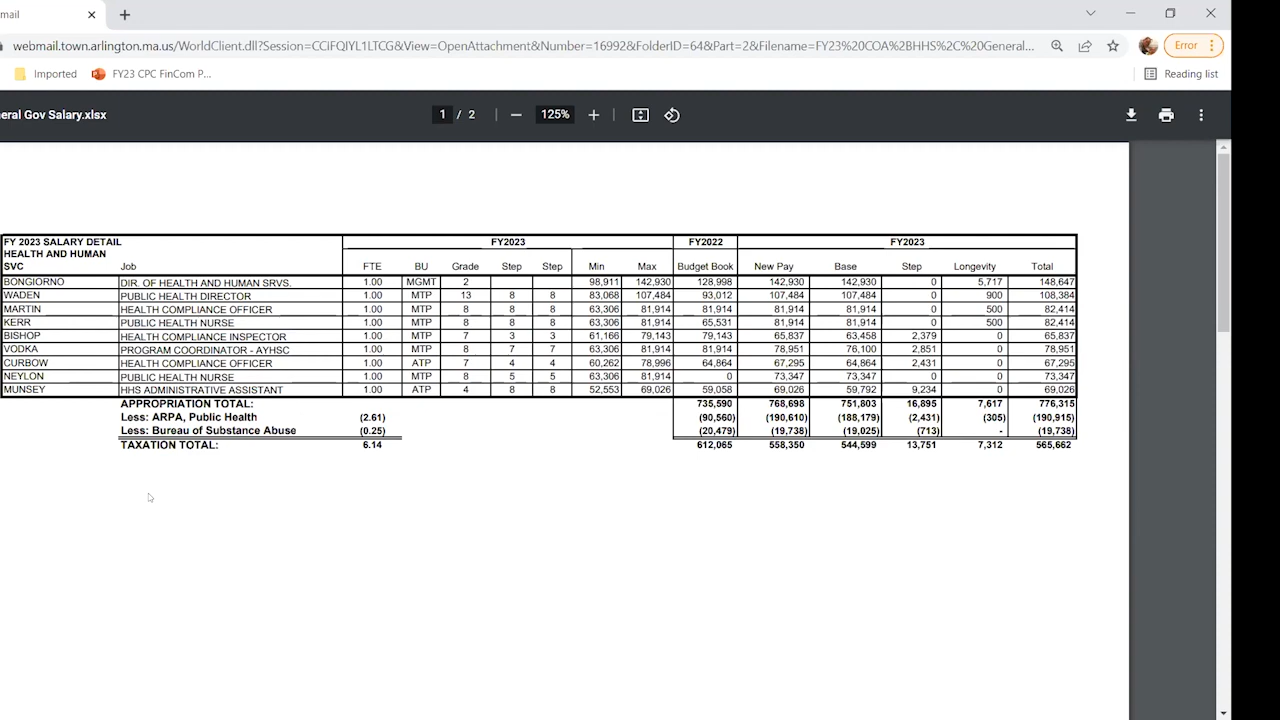 mail
webmail.town.arlington.ma.us/WorldClient.dll?Session=CCIFQIYL1LTCG&View=OpenAttachment&Number=16992&FolderID=64&Part=2&Filename=FY23%20COA%2BHHS%2C%20General... Error
Imported FY23 CPC FinCom P... Reading list
eral Gov Salary.xlsx 1 / 2 125%
FY 2023 SALARY DETAIL FY2023 FY2022 FY2023
HEALTH AND HUMAN
SVC Job FTE BU Grade Step Step Min Max Budget Book New Pay Base Step Longevity Total
BONGIORNO DIR. OF HEALTH AND HUMAN SRVS. 1.00 MGMT 2 98,911 142,930 128,998 142,930 142,930 0 5,717 148,647
WADEN PUBLIC HEALTH DIRECTOR 1.00 MTP 13 8 8 83,068 107,484 93,012 107,484 107,484 0 900 108,384
MARTIN HEALTH COMPLIANCE OFFICER 1.00 MTP 8 8 8 63,306 81,914 81,914 81,914 81,914 0 500 82,414
KERR PUBLIC HEALTH NURSE 1.00 MTP 8 8 8 63,306 81,914 65,531 81,914 81,914 0 500 82,414
BISHOP HEALTH COMPLIANCE INSPECTOR 1.00 MTP 7 3 3 61,166 79,143 79,143 65,837 63,458 2,379 0 65,837
VODKA PROGRAM COORDINATOR - AYHSC 1.00 MTP 8 7 7 63,306 81,914 81,914 78,951 76,100 2,851 0 78,951
CURBOW HEALTH COMPLIANCE OFFICER 1.00 ATP 7 4 4 60,262 78,996 64,864 67,295 64,864 2,431 0 67,295
NEYLON PUBLIC HEALTH NURSE 1.00 MTP 8 5 5 63,306 81,914 0 73,347 73,347 0 0 73,347
MUNSEY HHS ADMINISTRATIVE ASSISTANT 1.00 ATP 4 8 8 52,553 69,026 59,058 69,026 59,792 9,234 0 69,026
APPROPRIATION TOTAL: 735,590 768,698 751,803 16,895 7,617 776,315
Less: ARPA, Public Health (2.61) (90,560) (190,610) (188,179) (2,431) (305) (190,915)
Less: Bureau of Substance Abuse (0.25) (20,479) (19,738) (19,025) (713) - (19,738)
TAXATION TOTAL: 6.14 612,065 558,350 544,599 13,751 7,312 565,662